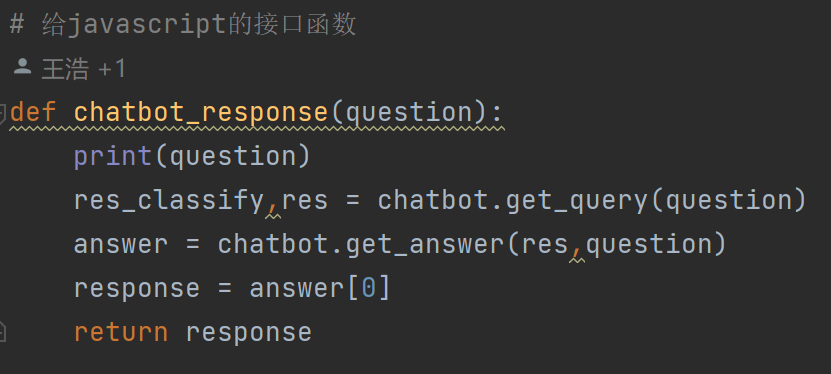 # 给javascript的接口函数
王浩 +1
def chatbot_response(question):
    print(question)
    res_classify,res = chatbot.get_query(question)
    answer = chatbot.get_answer(res,question)
    response = answer[0]
    return response